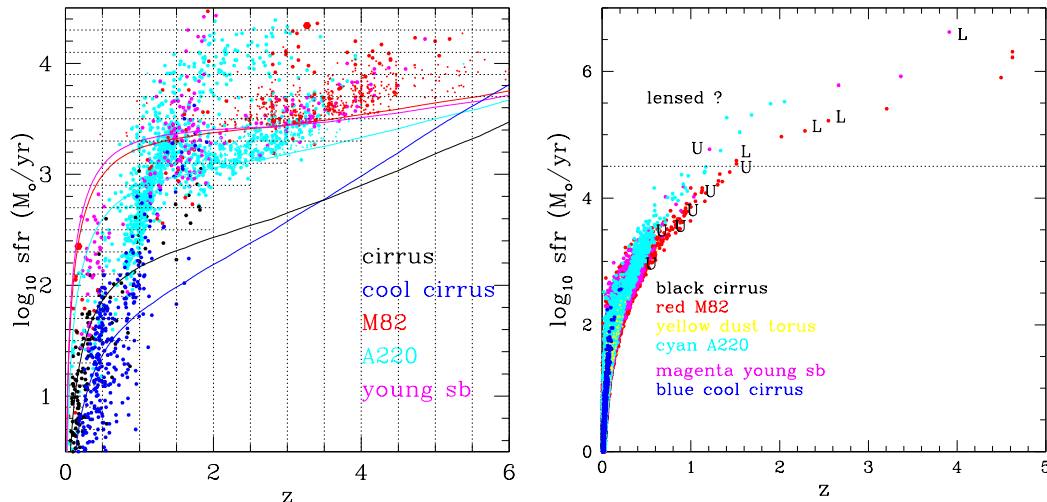 log10 sfr (Mo/yr)
4
3
2
1
cirrus
cool cirrus
M82
A220
young sb
0
2
4
6
z
log10 sfr (Mo/yr)
6
4
2
0
lensed ?
L
L
L
L
U
U
U
U
U
U
U
black cirrus
red M82
yellow dust torus
cyan A220
magenta young sb
blue cool cirrus
0
1
2
3
4
5
z